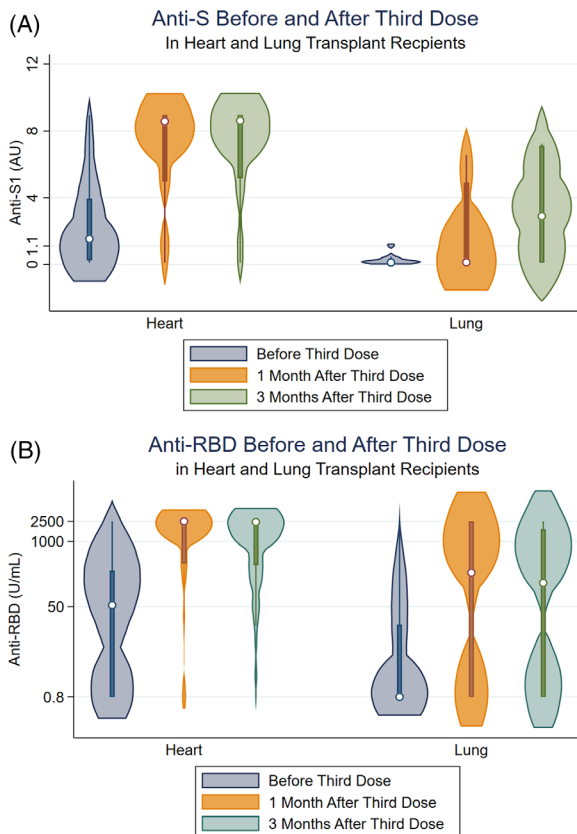 (A)
Anti-S Before and After Third Dose
In Heart and Lung Transplant Recipients
12
8
4
1.1
0
Anti-S1 (AU)
Heart
Lung
Before Third Dose
1 Month After Third Dose
3 Months After Third Dose
(B)
Anti-RBD Before and After Third Dose
in Heart and Lung Transplant Recipients
2500
1000
50
0.8
Anti-RBD (U/mL)
Heart
Lung
Before Third Dose
1 Month After Third Dose
3 Months After Third Dose